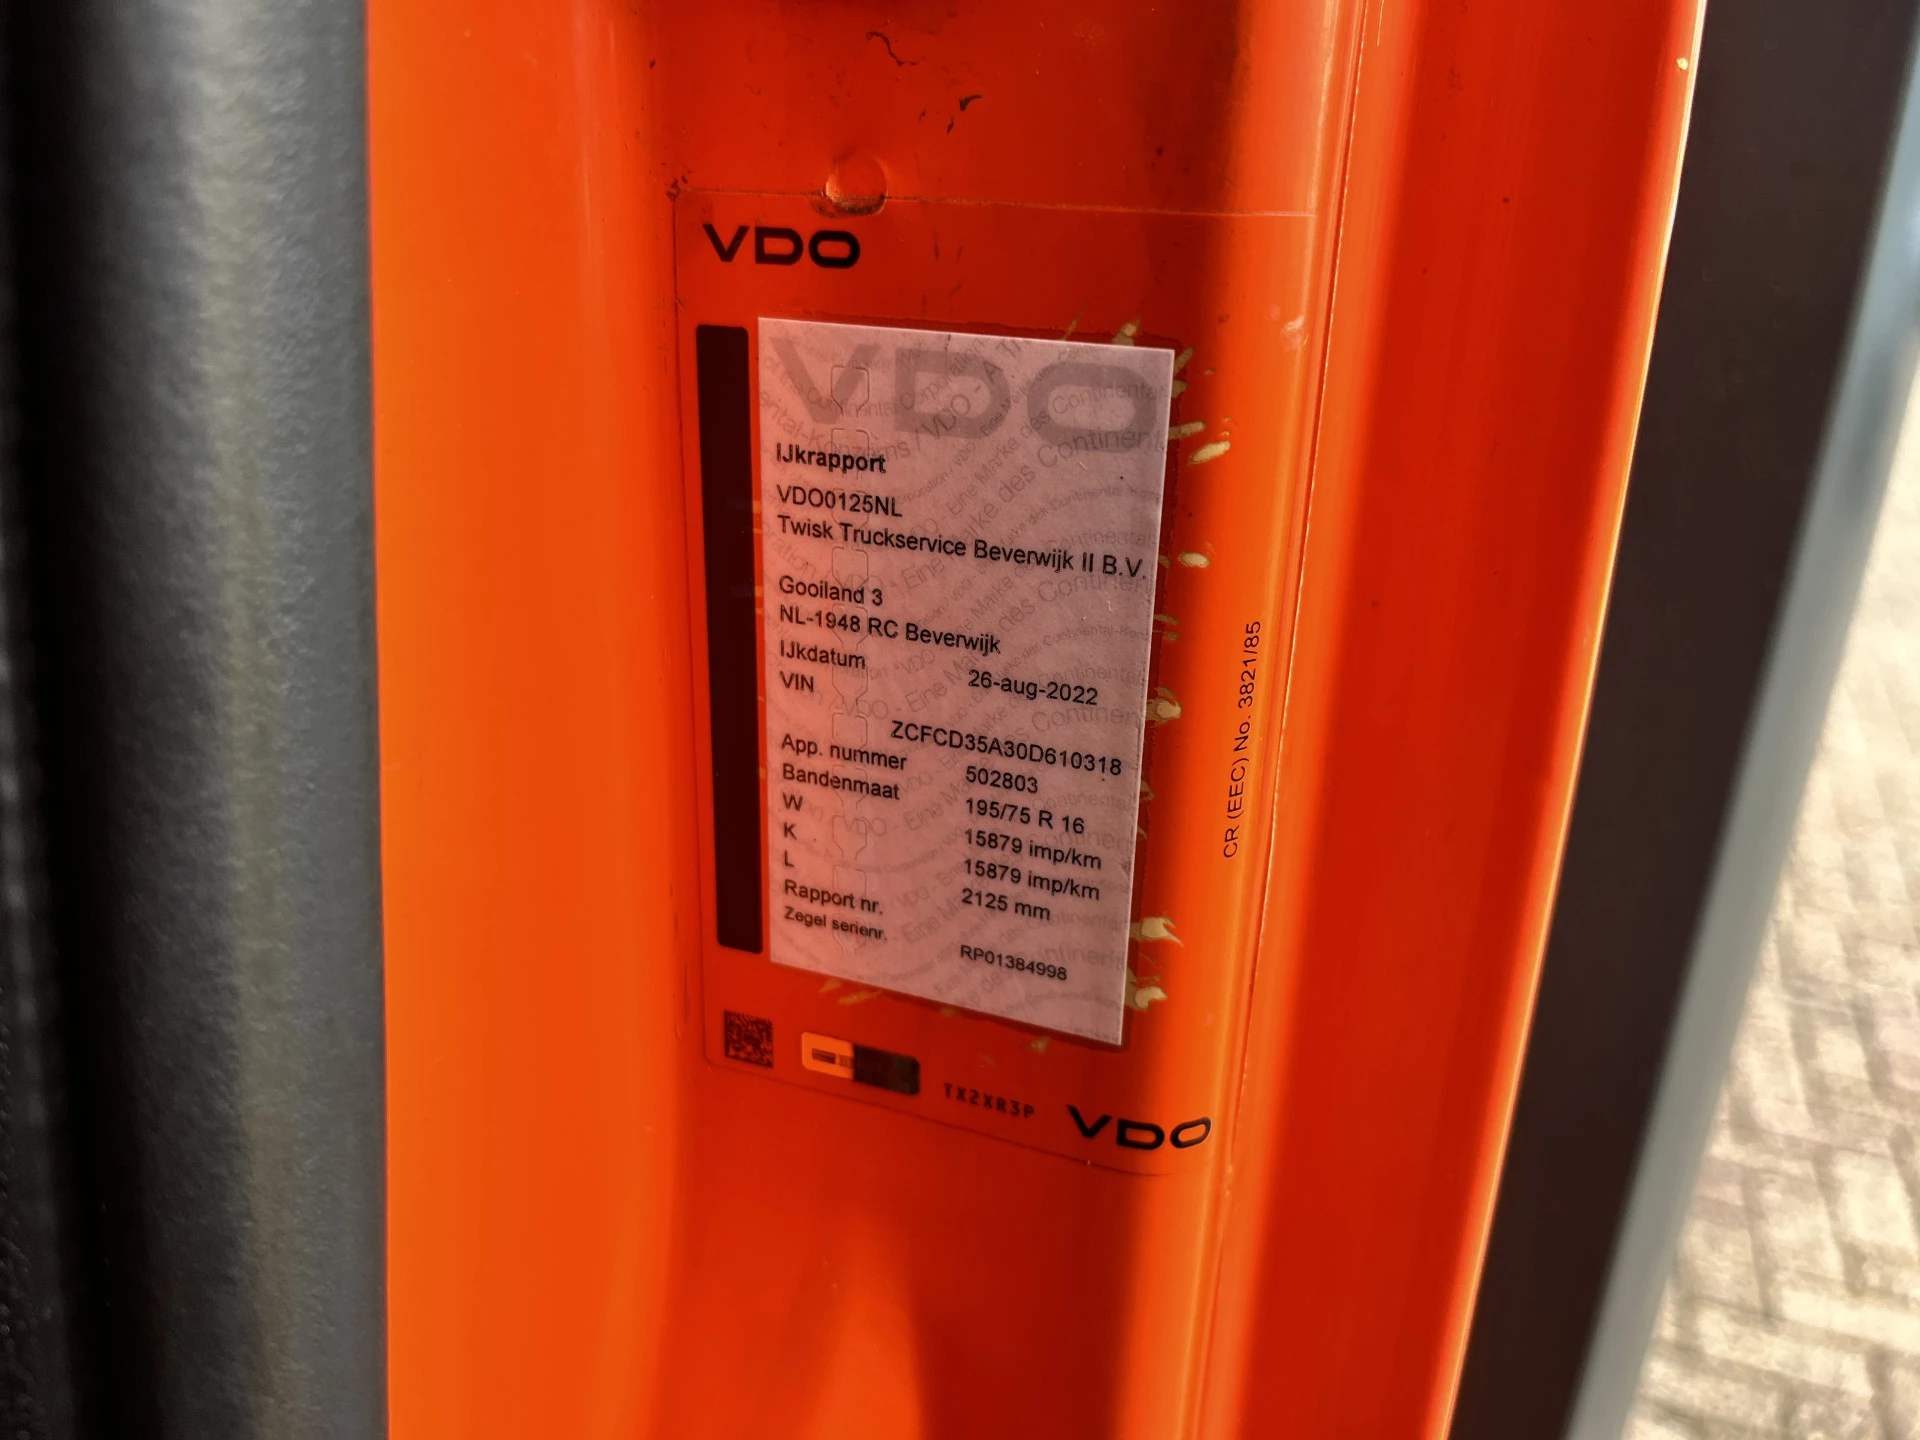 VDO
VDO
IJkrapport
VDO0125NL
Twisk Truckservice Beverwijk II B.V.
Gooiland 3
NL-1948 RC Beverwijk
IJkdatum 26-aug-2022
VIN ZCFCD35A30D610318
App. nummer 502803
Bandenmaat 195/75 R 16
W 15879 imp/km
K 15879 imp/km
L 2125 mm
Rapport nr. RP01384998
Zegel serienr.
CR (EEC) No. 3821/85
TX2XR3P
VDO